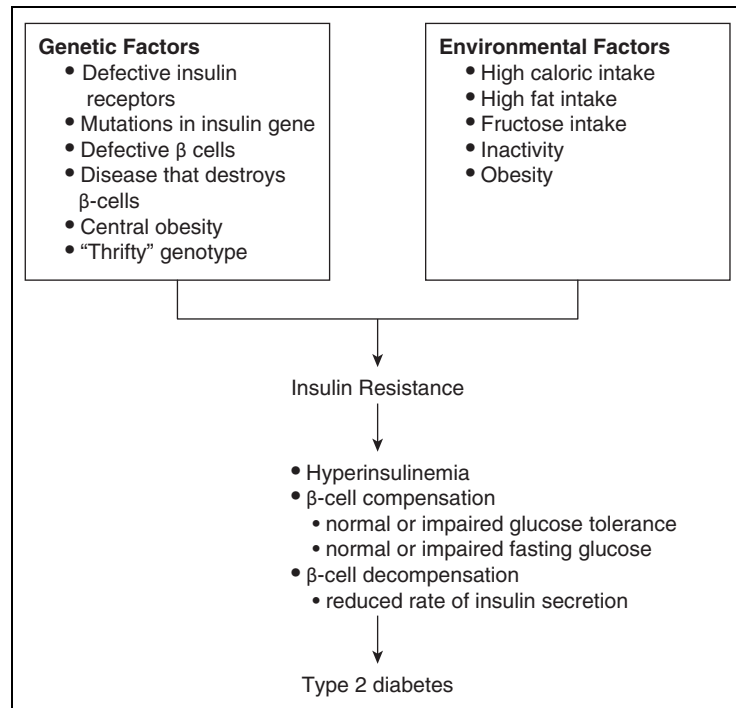 Genetic Factors
• Defective insulin
receptors
• Mutations in insulin gene
• Defective β cells
• Disease that destroys
β-cells
• Central obesity
• “Thrifty” genotype
Environmental Factors
• High caloric intake
• High fat intake
• Fructose intake
• Inactivity
• Obesity
Insulin Resistance
• Hyperinsulinemia
• β-cell compensation
• normal or impaired glucose tolerance
• normal or impaired fasting glucose
• β-cell decompensation
• reduced rate of insulin secretion
Type 2 diabetes